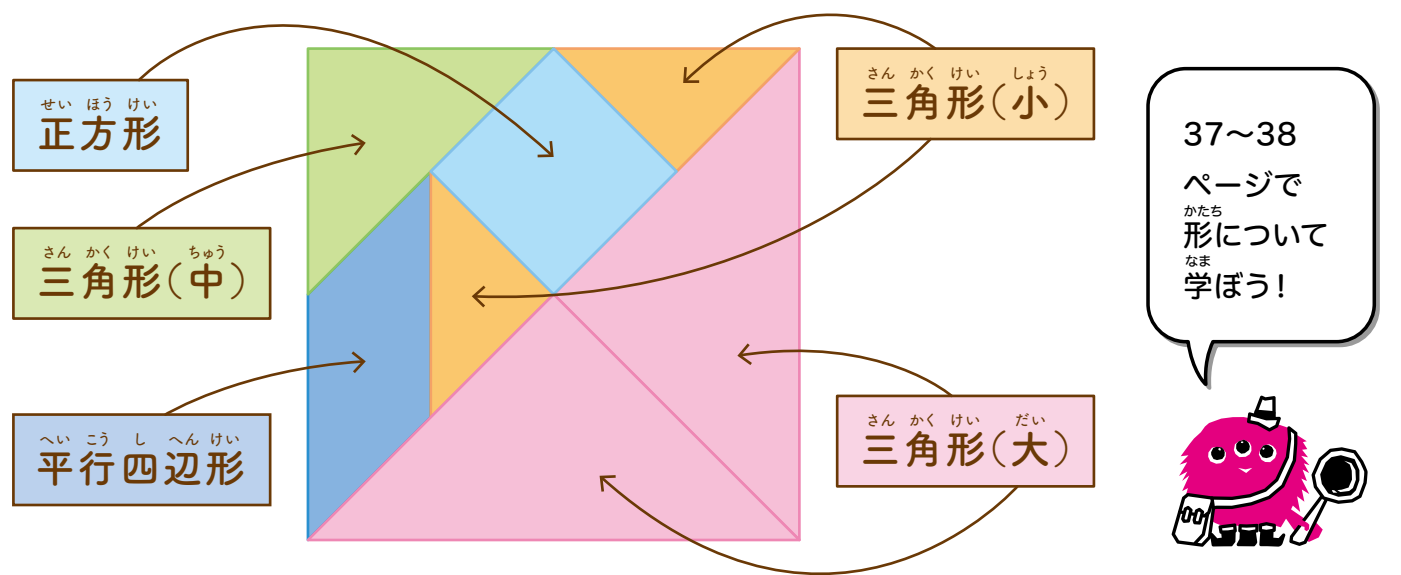 せい ほう けい
正方形
さん かく けい ちゅう
三角形(中)
へい こう し へん けい
平行四辺形
さん かく けい しょう
三角形(小)
さん かく けい だい
三角形(大)
37〜38
ページで
かたち
形について
なま
学ぼう!